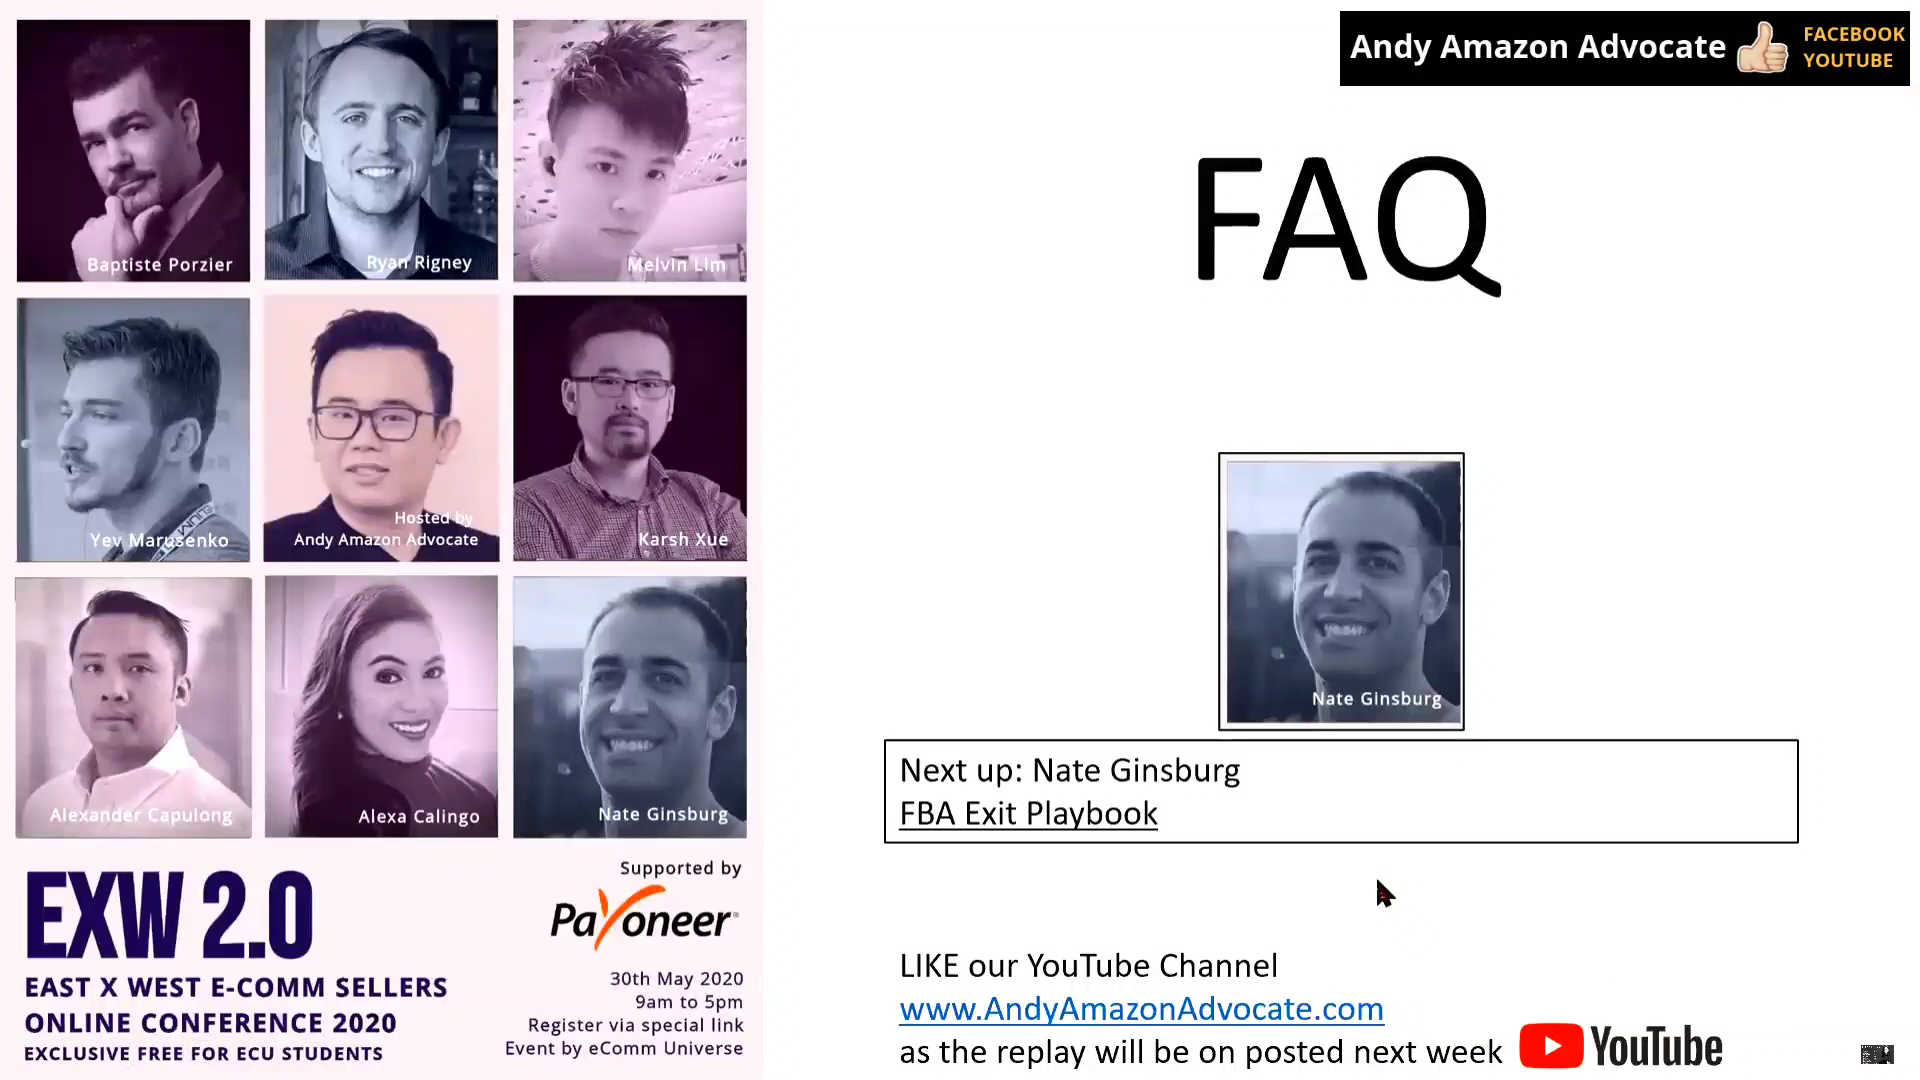 Baptiste Porzier
Ryan Rigney
Melvin Lim
Yev Marusenko
Hosted by
Andy Amazon Advocate
Karsh Xue
Alexander Capulong
Alexa Calingo
Nate Ginsburg
EXW 2.0
EAST X WEST E-COMM SELLERS
ONLINE CONFERENCE 2020
EXCLUSIVE FREE FOR ECU STUDENTS
Supported by
Payoneer
30th May 2020
9am to 5pm
Register via special link
Event by eComm Universe
Andy Amazon Advocate
FACEBOOK
YOUTUBE
FAQ
Nate Ginsburg
Next up: Nate Ginsburg
FBA Exit Playbook
LIKE our YouTube Channel
www.AndyAmazonAdvocate.com
as the replay will be on posted next week
YouTube